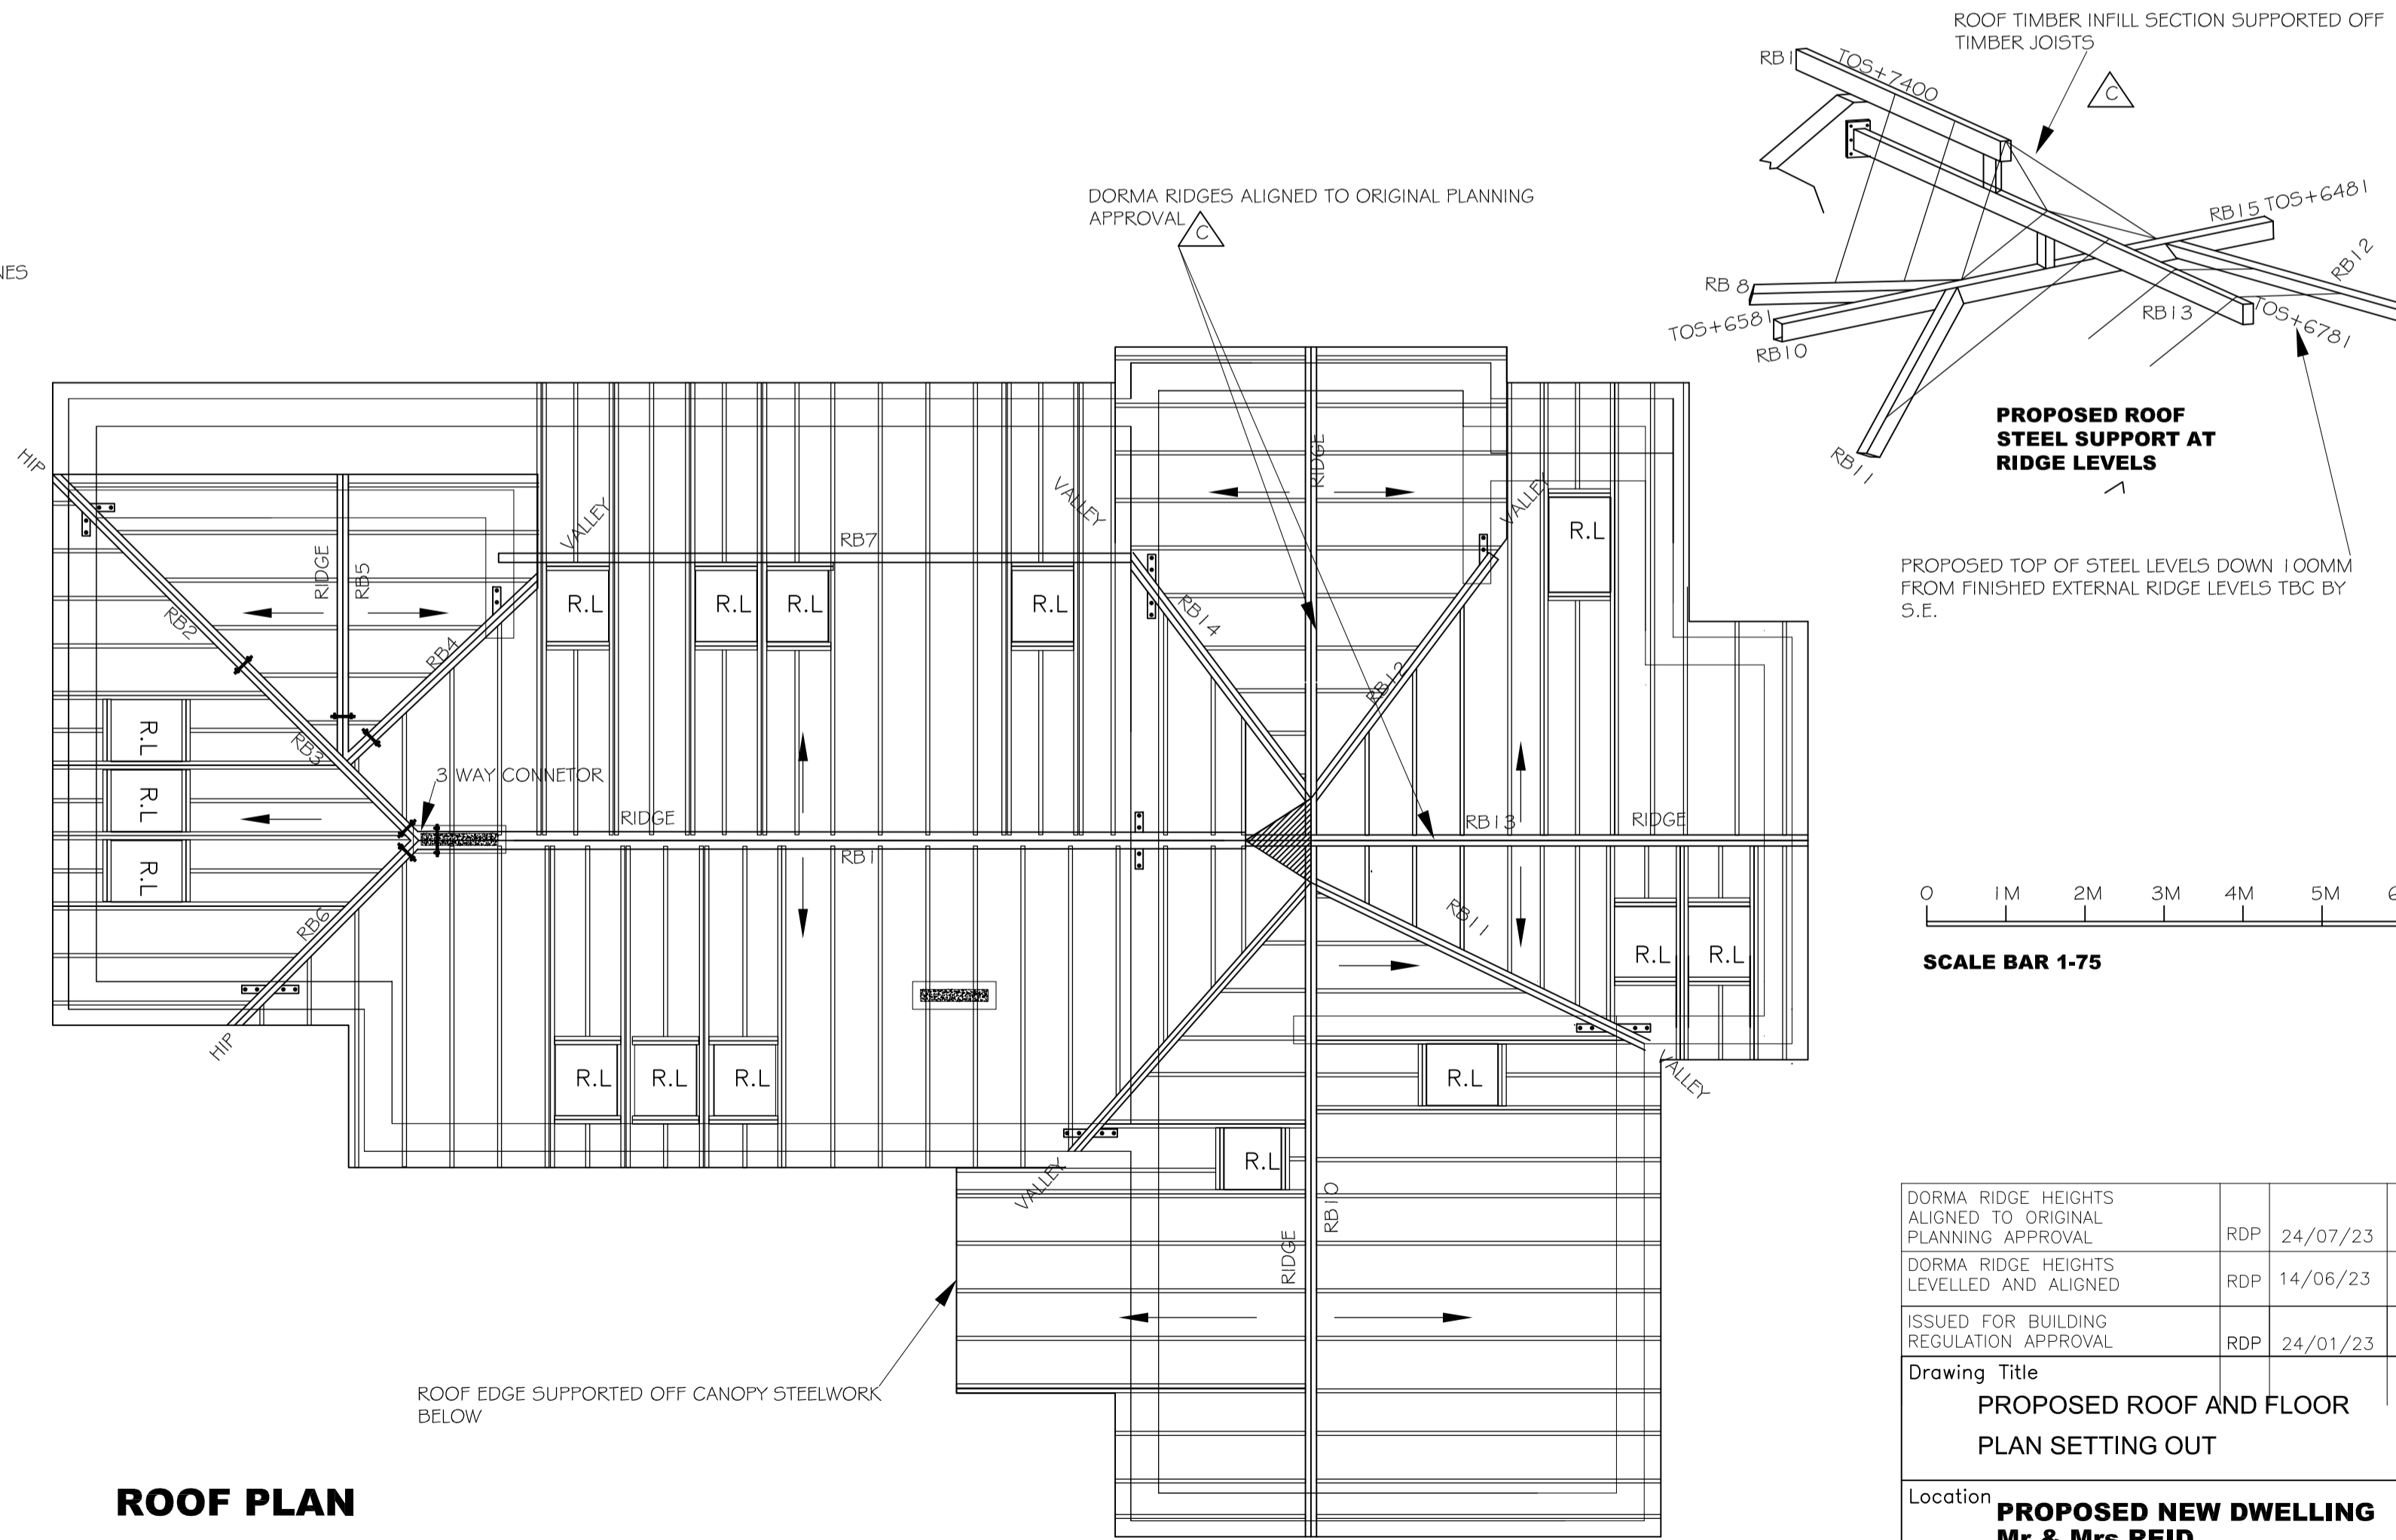 ROOF TIMBER INFILL SECTION SUPPORTED OFF
TIMBER JOISTS
C
RB1
TOS+7400
RB15 TOS+6481
RB12
RB 8
TOS+6581
RB10
RB13
TOS+6781
RB11
PROPOSED ROOF
STEEL SUPPORT AT
RIDGE LEVELS
PROPOSED TOP OF STEEL LEVELS DOWN 100MM
FROM FINISHED EXTERNAL RIDGE LEVELS TBC BY
S.E.
DORMA RIDGES ALIGNED TO ORIGINAL PLANNING
APPROVAL
C
HIP
VALLEY
VALLEY
RIDGE
VALLEY
R.L
RB7
RIDGE
RB5
R.L
R.L
R.L
R.L
RB2
RB4
RB14
RB12
R.L
RB3
3 WAY CONNETOR
R.L
RIDGE
RB13
RIDGE
RB1
R.L
RB6
RB11
R.L
R.L
HIP
R.L
R.L
R.L
R.L
VALLEY
R.L
VALLEY
RB10
RIDGE
ROOF EDGE SUPPORTED OFF CANOPY STEELWORK
BELOW
ROOF PLAN
0 1M 2M 3M 4M 5M
SCALE BAR 1-75
DORMA RIDGE HEIGHTS
ALIGNED TO ORIGINAL
PLANNING APPROVAL RDP 24/07/23
DORMA RIDGE HEIGHTS
LEVELLED AND ALIGNED RDP 14/06/23
ISSUED FOR BUILDING
REGULATION APPROVAL RDP 24/01/23
Drawing Title
PROPOSED ROOF AND FLOOR
PLAN SETTING OUT
Location
PROPOSED NEW DWELLING
Mr & Mrs REID